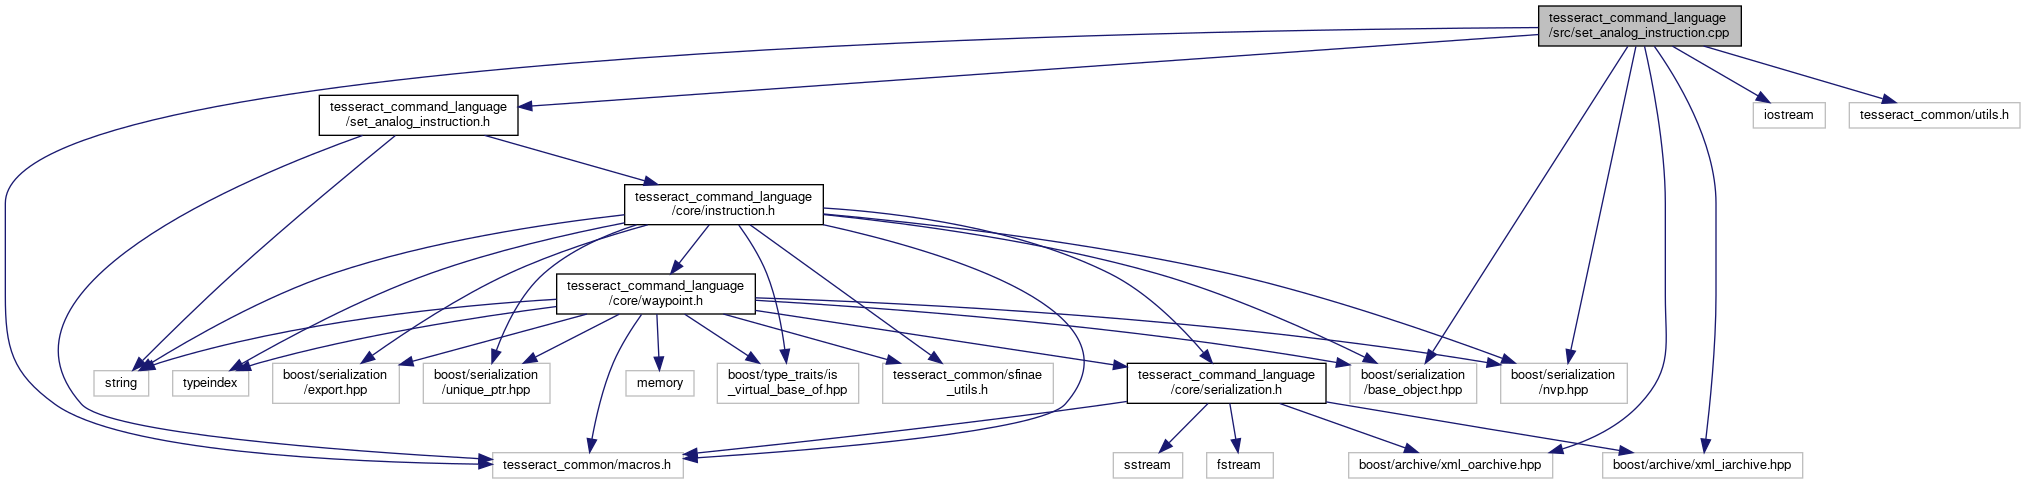 tesseract_command_language
/src/set_analog_instruction.cpp
tesseract_command_language
/set_analog_instruction.h
iostream
tesseract_common/utils.h
tesseract_command_language
/core/instruction.h
tesseract_command_language
/core/waypoint.h
string
typeindex
boost/serialization
/export.hpp
boost/serialization
/unique_ptr.hpp
memory
boost/type_traits/is
_virtual_base_of.hpp
tesseract_common/sfinae
_utils.h
tesseract_command_language
/core/serialization.h
boost/serialization
/base_object.hpp
boost/serialization
/nvp.hpp
tesseract_common/macros.h
sstream
fstream
boost/archive/xml_oarchive.hpp
boost/archive/xml_iarchive.hpp